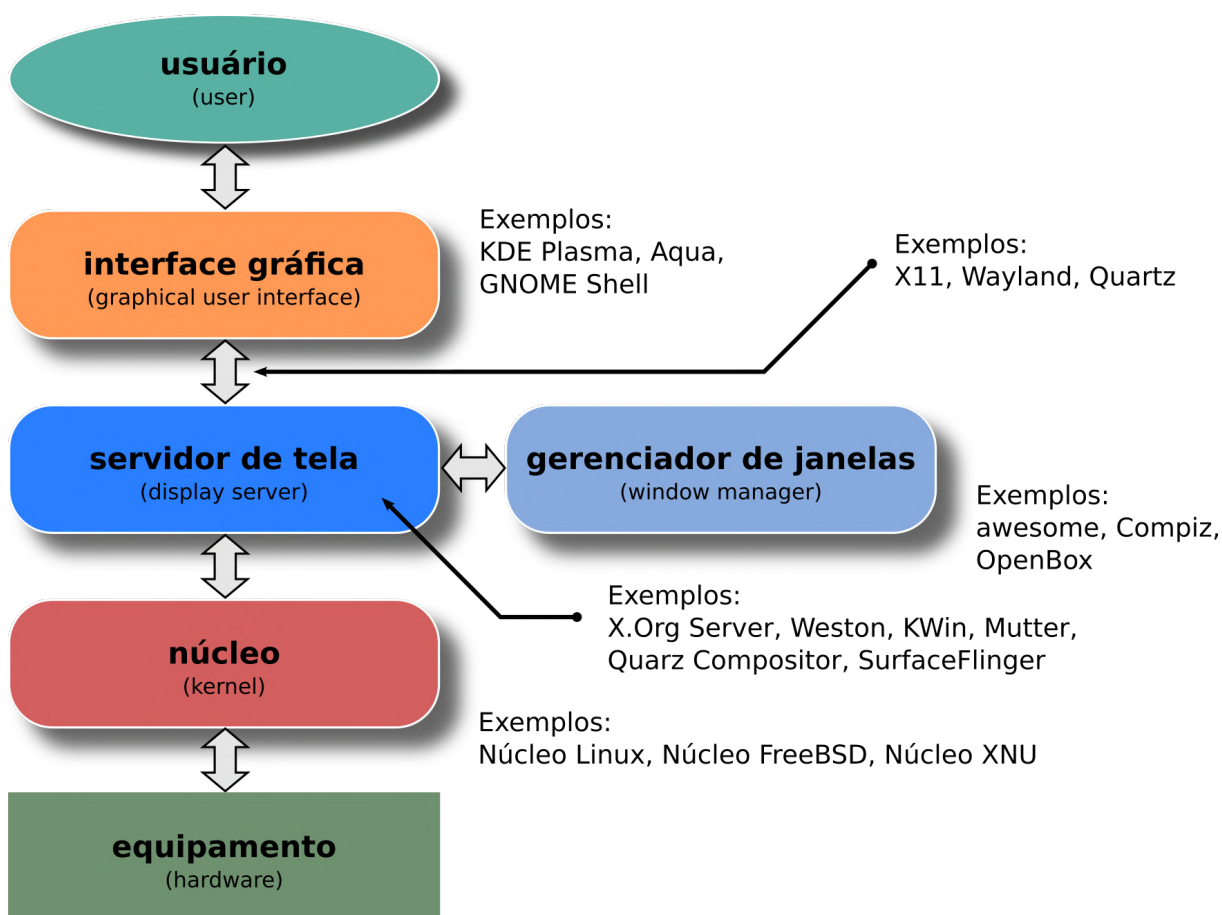 usuário
(user)
interface gráfica
(graphical user interface)
Exemplos:
KDE Plasma, Aqua,
GNOME Shell
Exemplos:
X11, Wayland, Quartz
servidor de tela
(display server)
gerenciador de janelas
(window manager)
Exemplos:
awesome, Compiz,
OpenBox
Exemplos:
X.Org Server, Weston, KWin, Mutter,
Quarz Compositor, SurfaceFlinger
núcleo
(kernel)
Exemplos:
Núcleo Linux, Núcleo FreeBSD, Núcleo XNU
equipamento
(hardware)